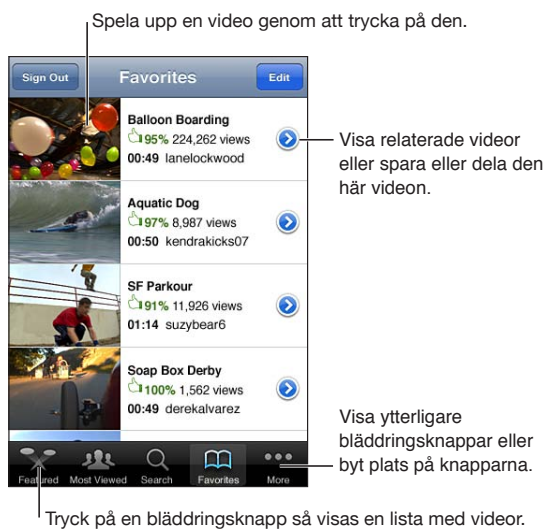 Spela upp en video genom att trycka på den.
Sign Out
Favorites
Edit
Balloon Boarding
95% 224,262 views
00:49 lanelockwood
Visa relaterade videor
eller spara eller dela den
här videon.
Aquatic Dog
97% 8,987 views
00:50 kendrakicks07
SF Parkour
91% 11,926 views
01:14 suzybear6
Soap Box Derby
100% 1,562 views
00:49 derekalvarez
Visa ytterligare
bläddringsknappar eller
byt plats på knapparna.
Featured
Most Viewed
Search
Favorites
More
Tryck på en bläddringsknapp så visas en lista med videor.